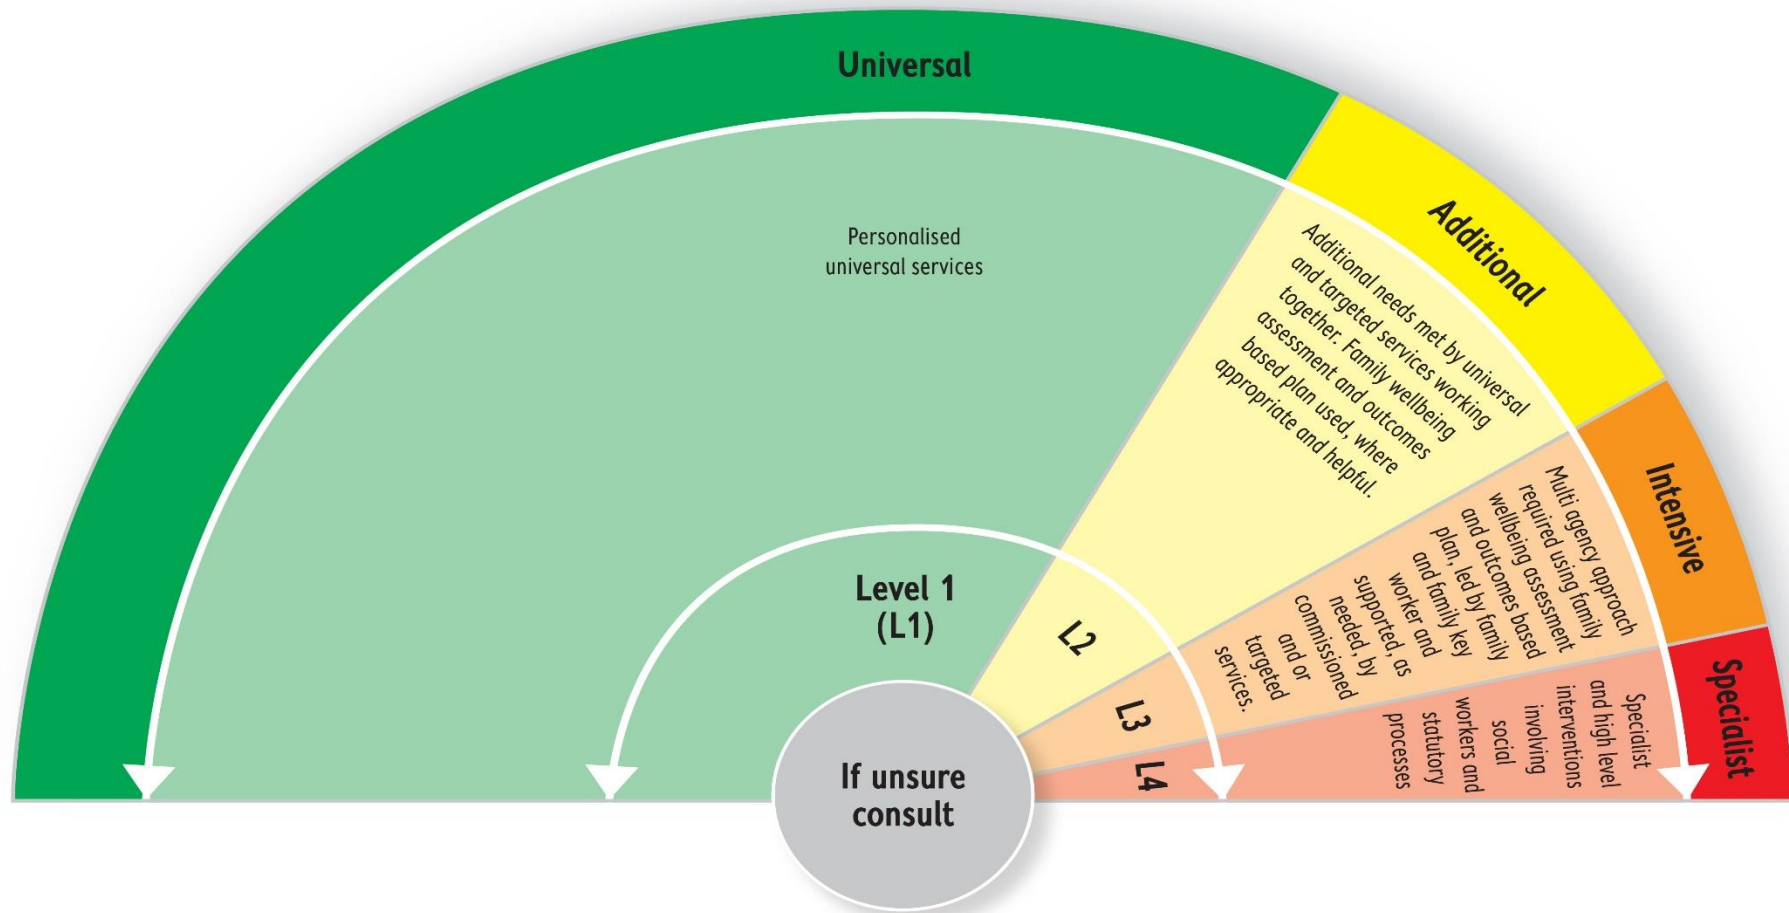 Universal
Personalised
universal services
Level 1
(L1)
Additional
Additional needs met by universal
and targeted services working
together. Family wellbeing
assessment and outcomes
based plan used, where
appropriate and helpful.
L2
Intensive
Multi agency approach
required using family
wellbeing assessment
and outcomes based
plan, led by family
and family key
worker and
supported, as
needed, by
commissioned
and or
targeted
services.
L3
Specialist
Specialist
and high level
interventions
involving
social
workers and
statutory
processes
L4
If unsure
consult